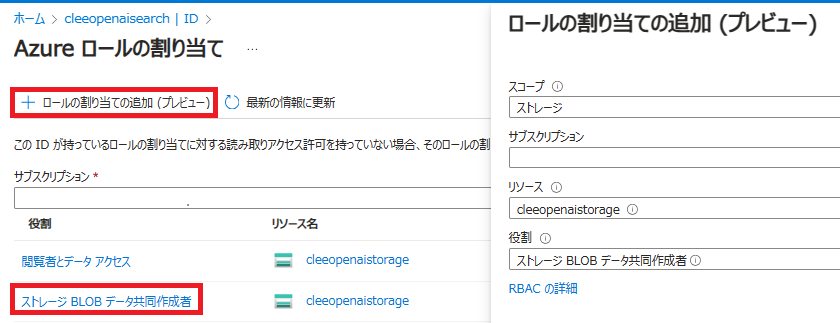 ホーム > cleeopenaisearch | ID >
Azure ロールの割り当て ...
+ ロールの割り当ての追加 (プレビュー) 最新の情報に更新
この ID が持っているロールの割り当てに対する読み取りアクセス許可を持っていない場合、そのロールの割
サブスクリプション *
役割 リソース名
閲覧者とデータ アクセス cleeopenaistorage
ストレージ BLOB データ共同作成者 cleeopenaistorage
ロールの割り当ての追加 (プレビュー)
スコープ
ストレージ
サブスクリプション
リソース
cleeopenaistorage
役割
ストレージ BLOB データ共同作成者
RBAC の詳細